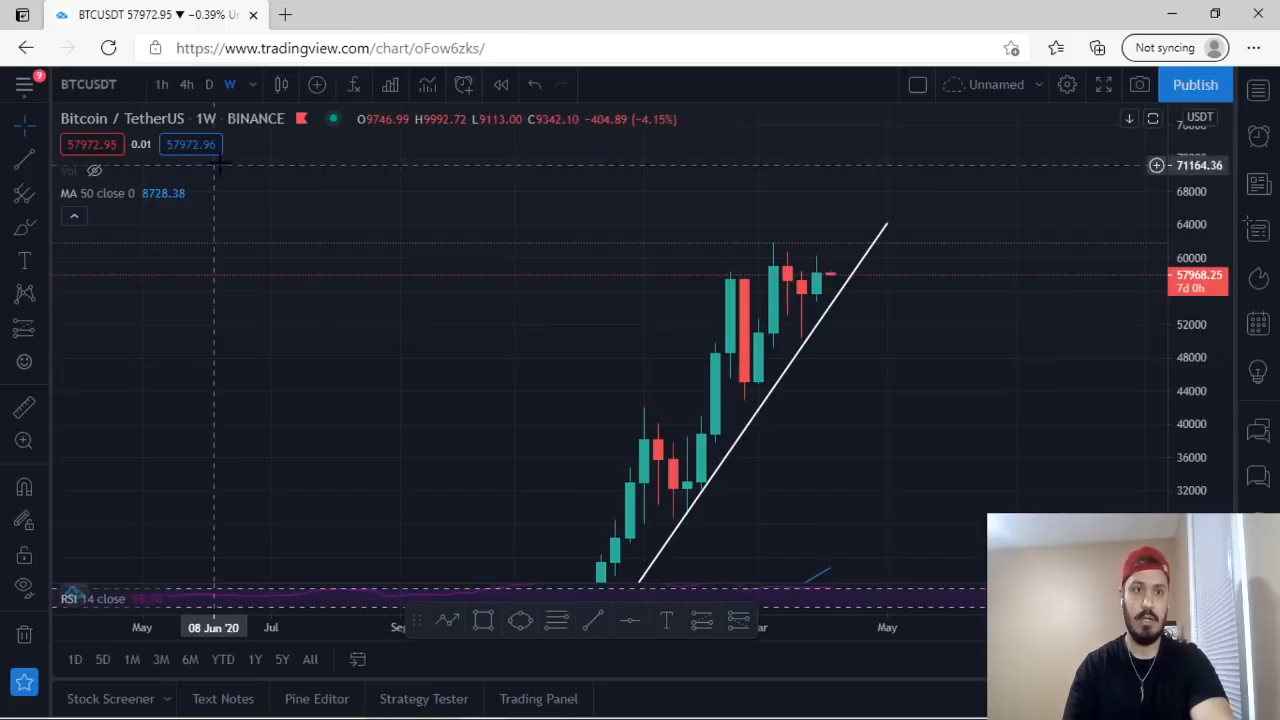 BTCUSDT 57972.95 ▼ −0.39% Un
Not syncing
https://www.tradingview.com/chart/oFow6zks/
9
BTCUSDT 1h 4h D W Unnamed Publish
Bitcoin / TetherUS · 1W · BINANCE O9746.99 H9992.72 L9113.00 C9342.10 −404.89 (−4.15%)
USDT
57972.95 0.01 57972.96
71164.36
MA 50 close 0 8728.38
68000
64000
60000
57968.25
7d 0h
52000
48000
44000
40000
36000
32000
RSI 14 close
May 08 Jun '20 Jul May
1D 5D 1M 3M 6M YTD 1Y 5Y All
Stock Screener Text Notes Pine Editor Strategy Tester Trading Panel